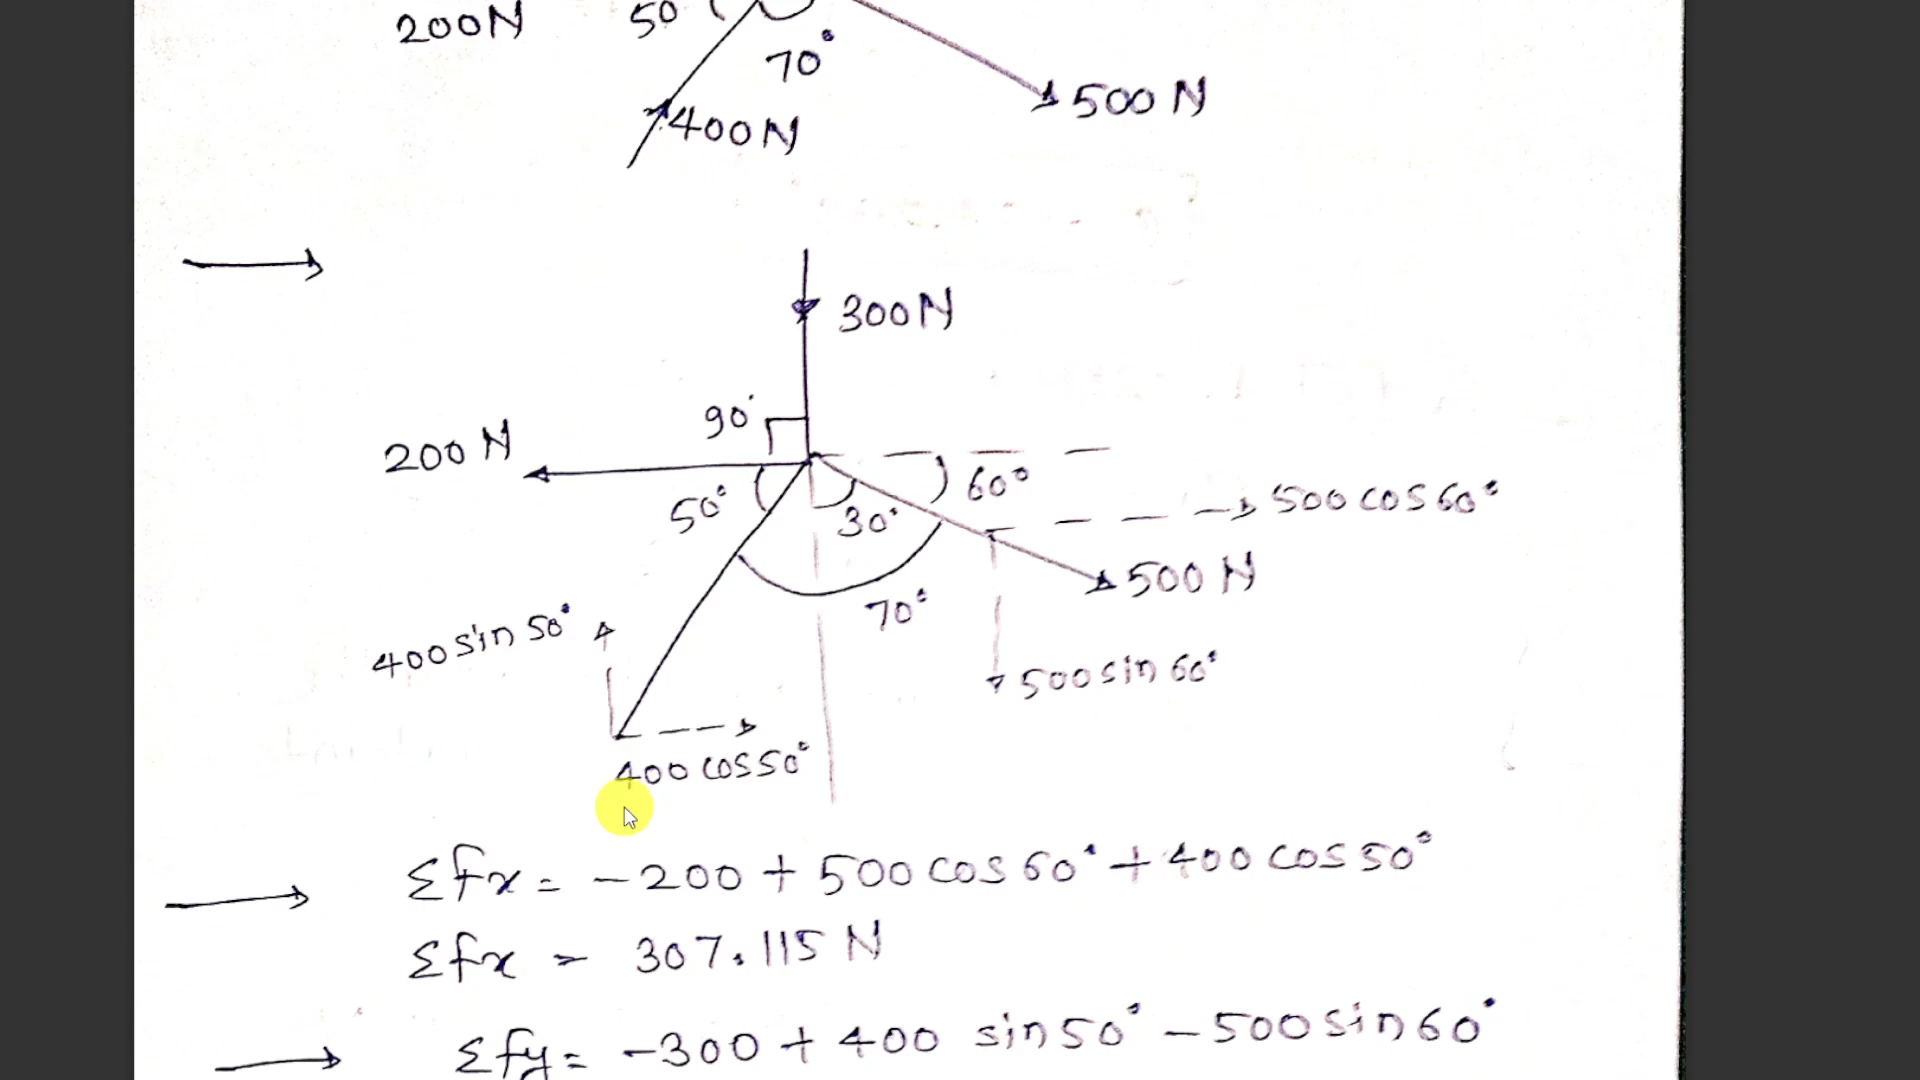 200N 50
70°
500 N
400N
300N
90°
200 N
50°
30°
60°
500 cos 60°
500 N
70°
400 sin 50°
500 sin 60°
400 cos 50°
Σfx = -200 + 500 cos 60° + 400 cos 50°
Σfx = 307.115 N
Σfy = -300 + 400 sin 50° - 500 sin 60°